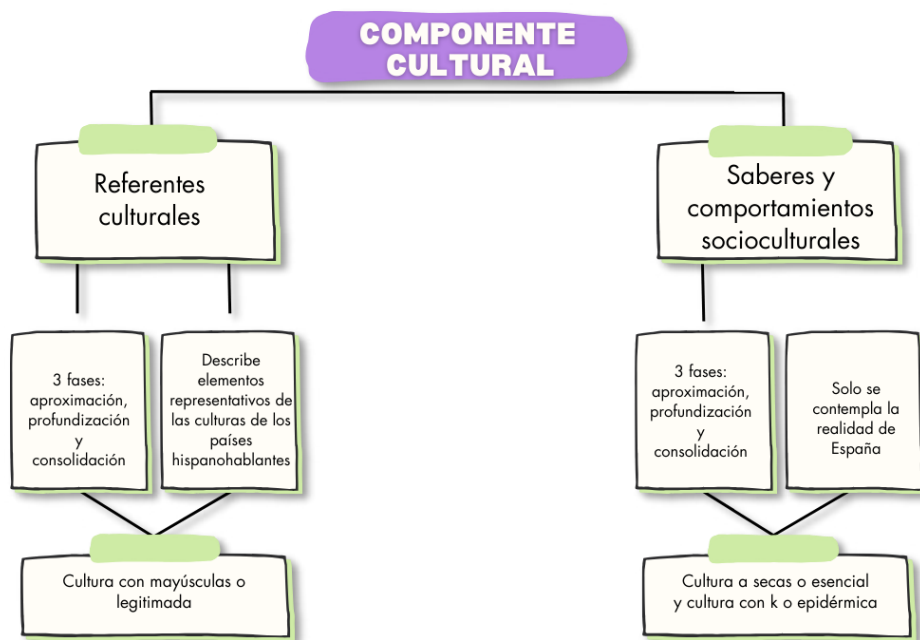 COMPONENTE
CULTURAL
Referentes
culturales
Saberes y
comportamientos
socioculturales
3 fases:
aproximación,
profundización
y
consolidación
Describe
elementos
representativos de
las culturas de los
países
hispanohablantes
3 fases:
aproximación,
profundización
y
consolidación
Solo se
contempla la
realidad de
España
Cultura con mayúsculas o
legitimada
Cultura a secas o esencial
y cultura con k o epidérmica